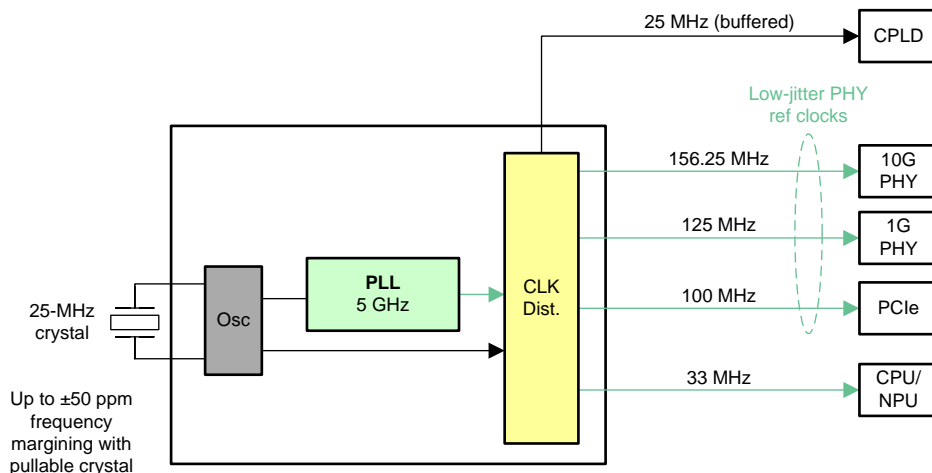 25 MHz (buffered)
CPLD
Low-jitter PHY
ref clocks
156.25 MHz
10G
PHY
125 MHz
1G
PHY
PLL
5 GHz
CLK
Dist.
100 MHz
PCIe
25-MHz
crystal
Osc
33 MHz
CPU/
NPU
Up to ±50 ppm
frequency
margining with
pullable crystal